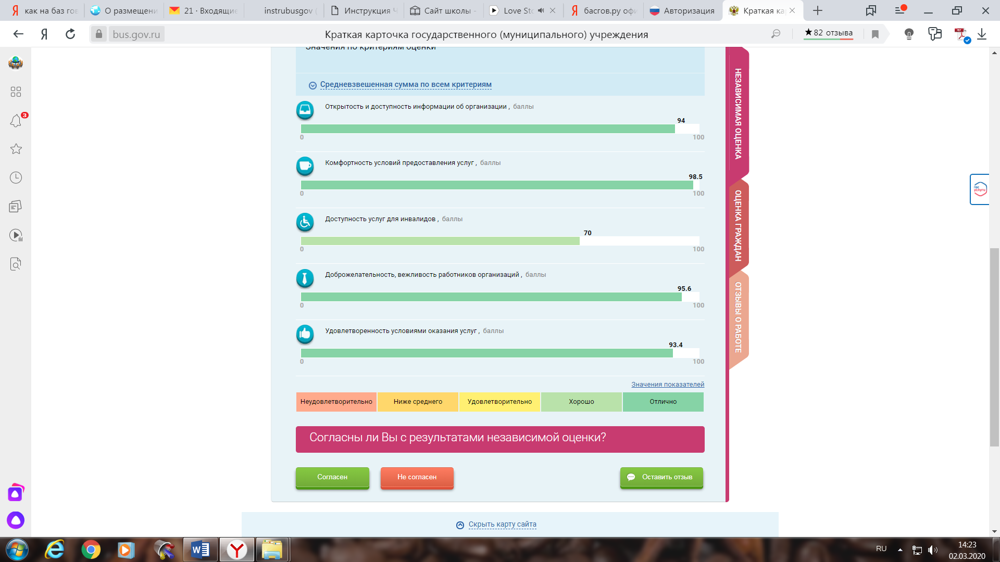 как на баз гов
О размещени
21 · Входящие
instrubusgov (
Инструкция Ч
Сайт школы -
Love Sto
басгов.ру офи
Авторизация
Краткая ка
bus.gov.ru
Краткая карточка государственного (муниципального) учреждения
★82 отзыва
PDF
3
Значения по критериям оценки
Средневзвешенная сумма по всем критериям
Открытость и доступность информации об организации , баллы
94
0 100
Комфортность условий предоставления услуг , баллы
98.5
0 100
Доступность услуг для инвалидов , баллы
70
0 100
Доброжелательность, вежливость работников организаций , баллы
95.6
0 100
Удовлетворенность условиями оказания услуг , баллы
93.4
0 100
Значения показателей
Неудовлетворительно Ниже среднего Удовлетворительно Хорошо Отлично
Согласны ли Вы с результатами независимой оценки?
Согласен Не согласен Оставить отзыв
НЕЗАВИСИМАЯ ОЦЕНКА
ОЦЕНКА ГРАЖДАН
ОТЗЫВЫ О РАБОТЕ
гос
услуги
Скрыть карту сайта
RU
14:23
02.03.2020